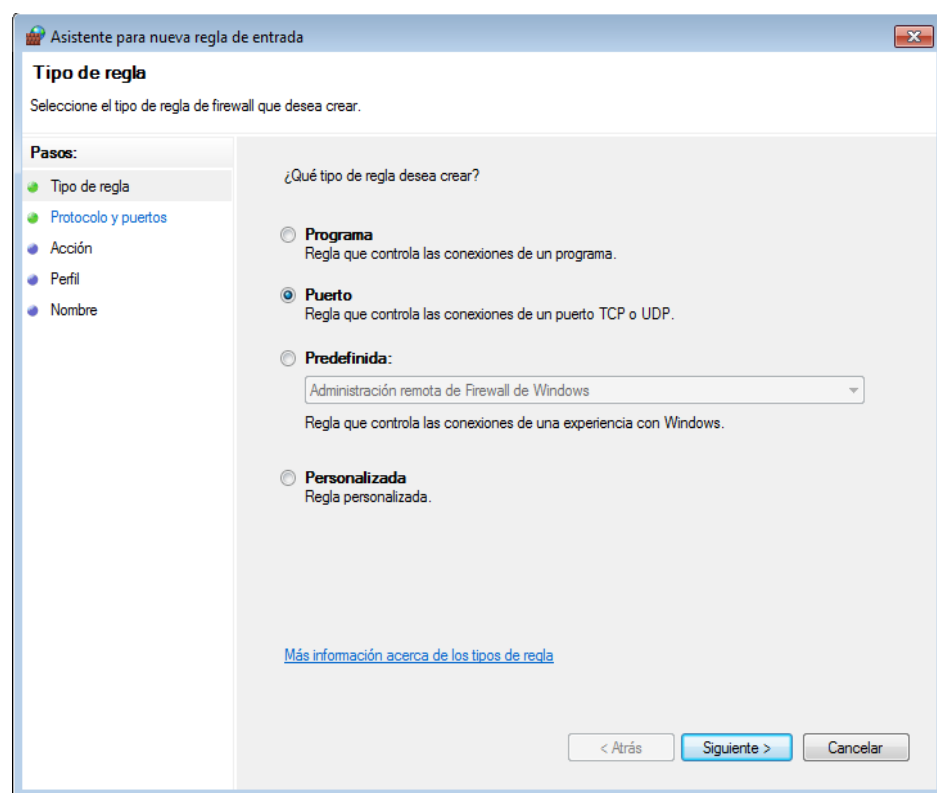 Asistente para nueva regla de entrada
Tipo de regla
Seleccione el tipo de regla de firewall que desea crear.
Pasos:
Tipo de regla
Protocolo y puertos
Acción
Perfil
Nombre
¿Qué tipo de regla desea crear?
Programa
Regla que controla las conexiones de un programa.
Puerto
Regla que controla las conexiones de un puerto TCP o UDP.
Predefinida:
Administración remota de Firewall de Windows
Regla que controla las conexiones de una experiencia con Windows.
Personalizada
Regla personalizada.
Más información acerca de los tipos de regla
< Atrás
Siguiente >
Cancelar